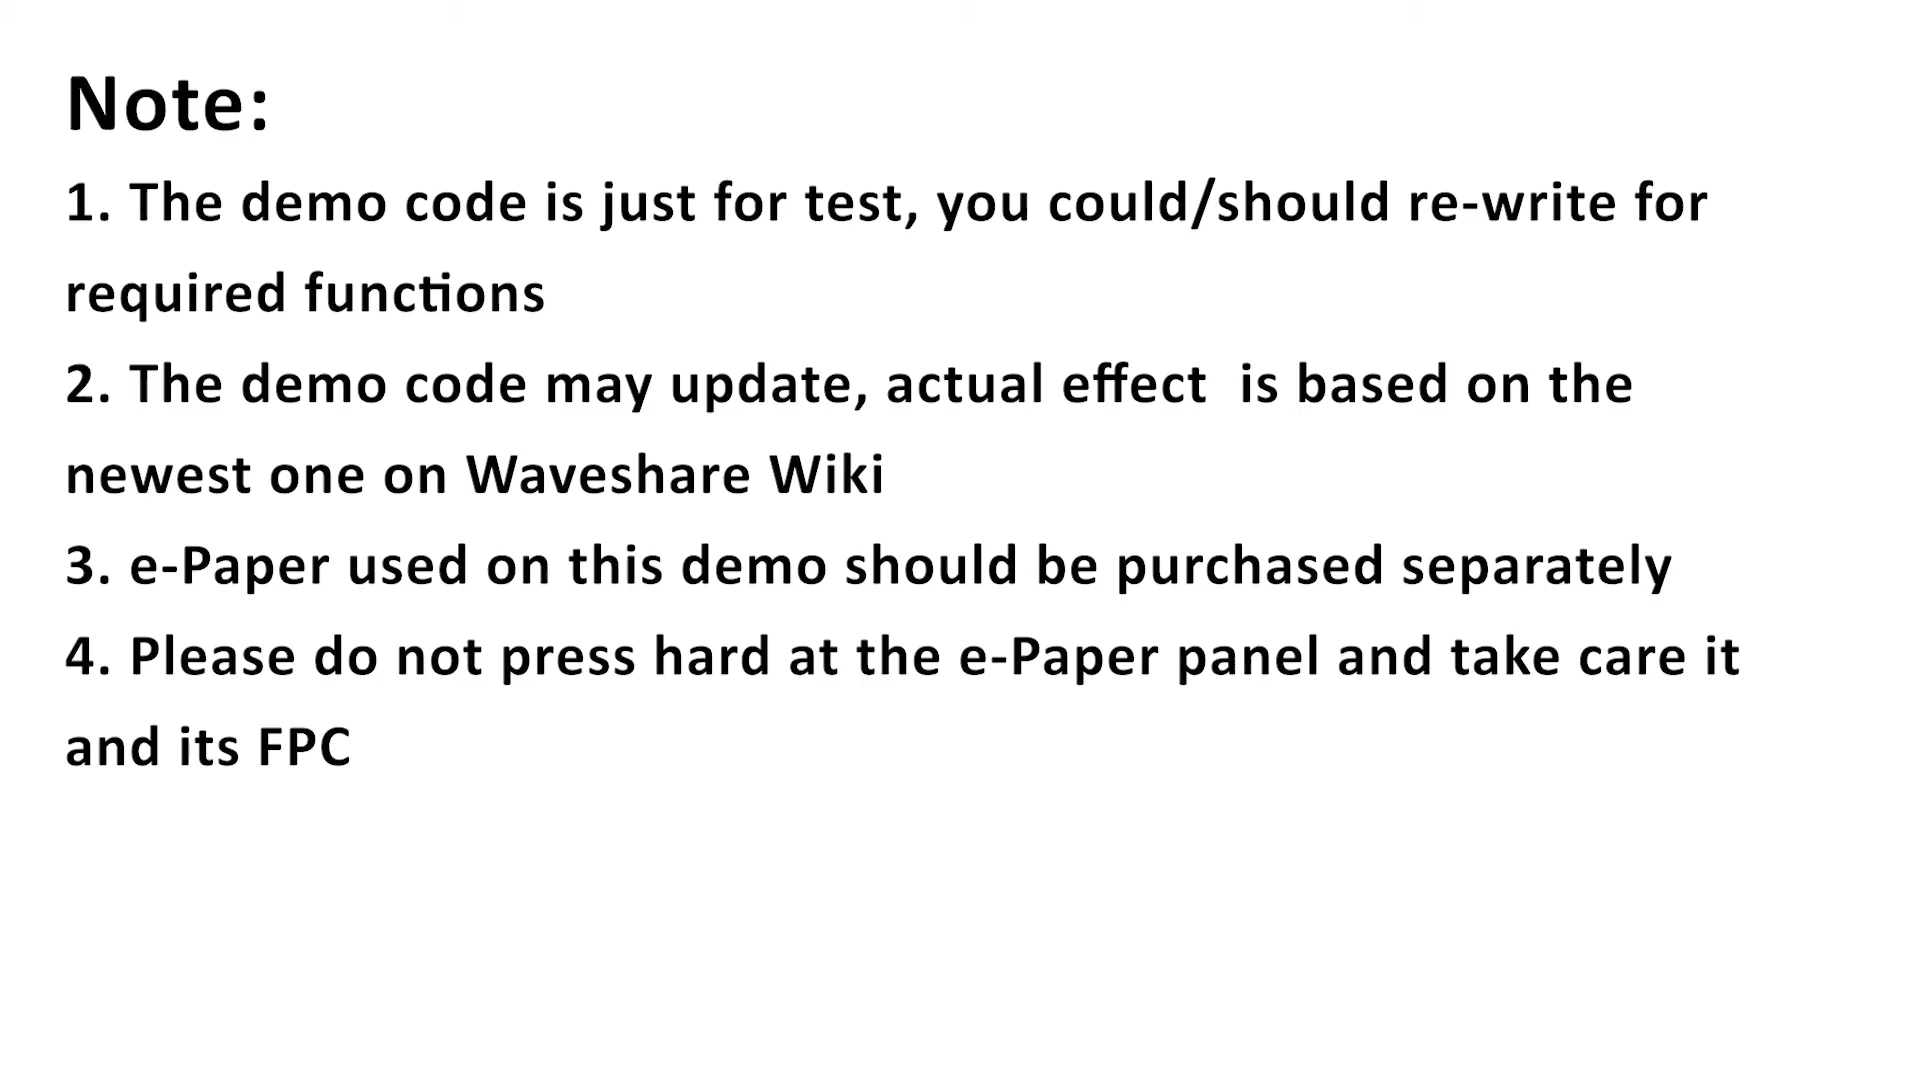 Note:
1. The demo code is just for test, you could/should re-write for
required functions
2. The demo code may update, actual effect  is based on the
newest one on Waveshare Wiki
3. e-Paper used on this demo should be purchased separately
4. Please do not press hard at the e-Paper panel and take care it
and its FPC